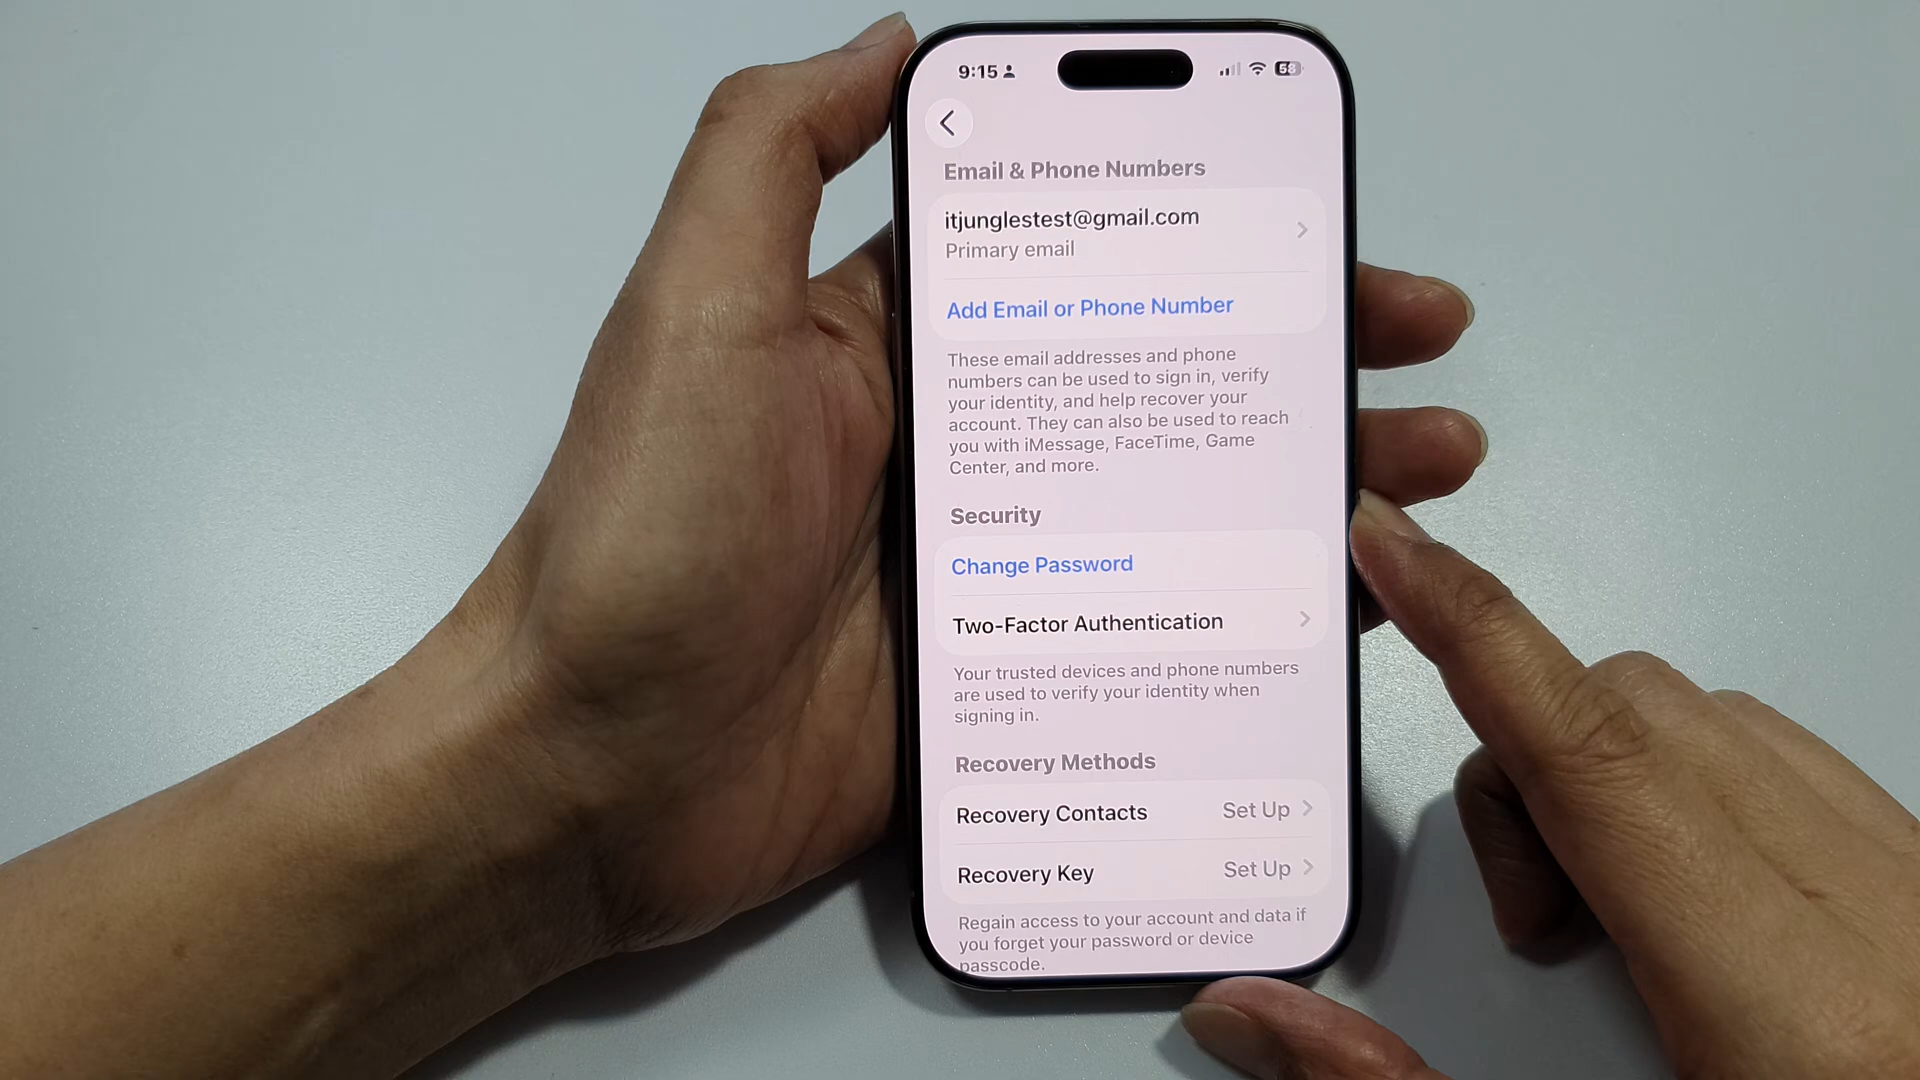 9:15
58
Email & Phone Numbers
itjunglestest@gmail.com
Primary email
Add Email or Phone Number
These email addresses and phone
numbers can be used to sign in, verify
your identity, and help recover your
account. They can also be used to reach
you with iMessage, FaceTime, Game
Center, and more.
Security
Change Password
Two-Factor Authentication
Your trusted devices and phone numbers
are used to verify your identity when
signing in.
Recovery Methods
Recovery Contacts Set Up
Recovery Key Set Up
Regain access to your account and data if
you forget your password or device
passcode.